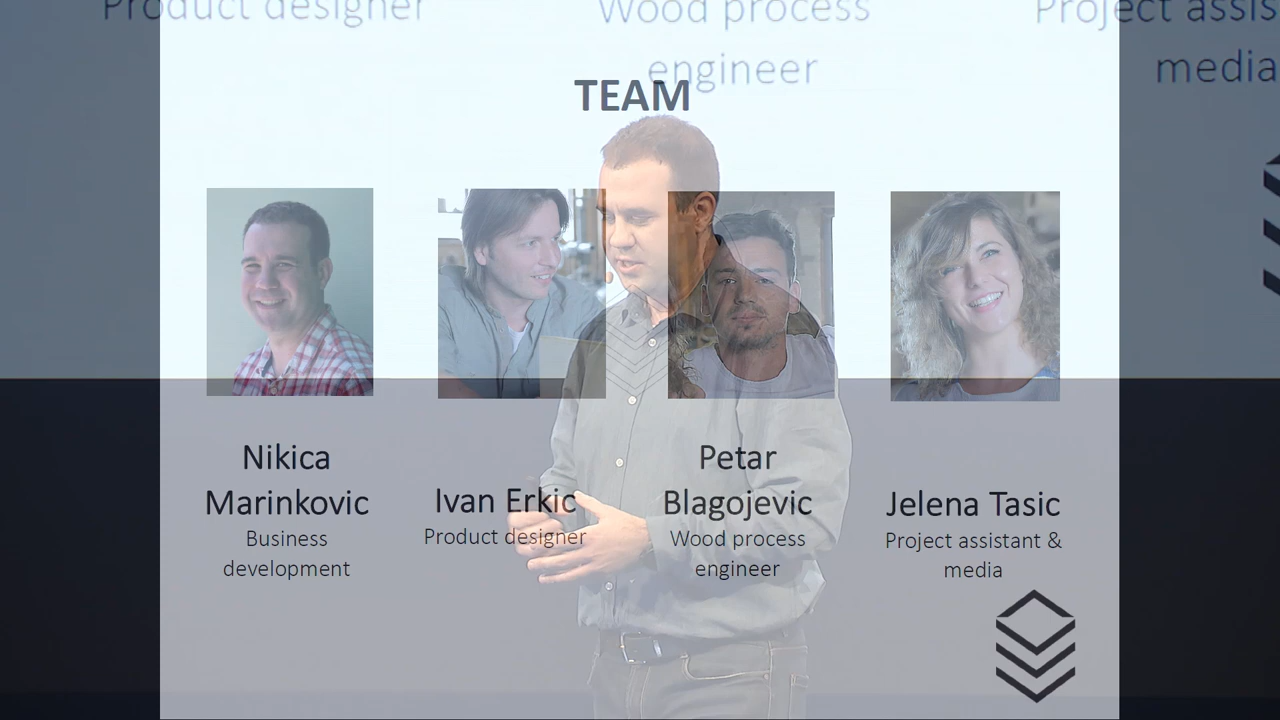 Product designer
Wood process
engineer
Project assis
media
TEAM
Nikica
Marinkovic
Business
development
Ivan Erkic
Product designer
Petar
Blagojevic
Wood process
engineer
Jelena Tasic
Project assistant &
media